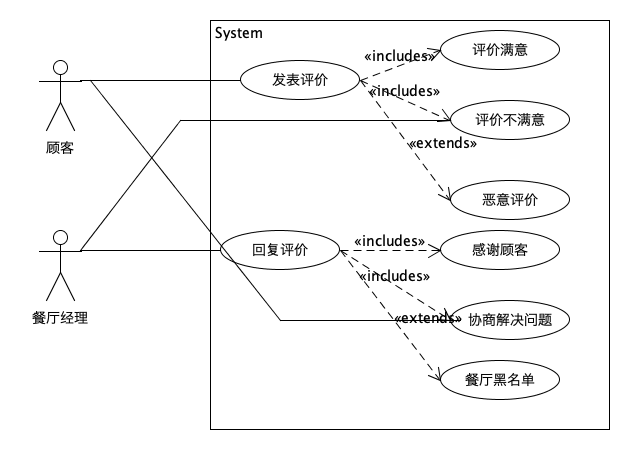 System
«includes»
评价满意
发表评价
«includes»
顾客
评价不满意
«extends»
恶意评价
«includes»
回复评价
感谢顾客
«includes»
餐厅经理
«extends»
协商解决问题
餐厅黑名单